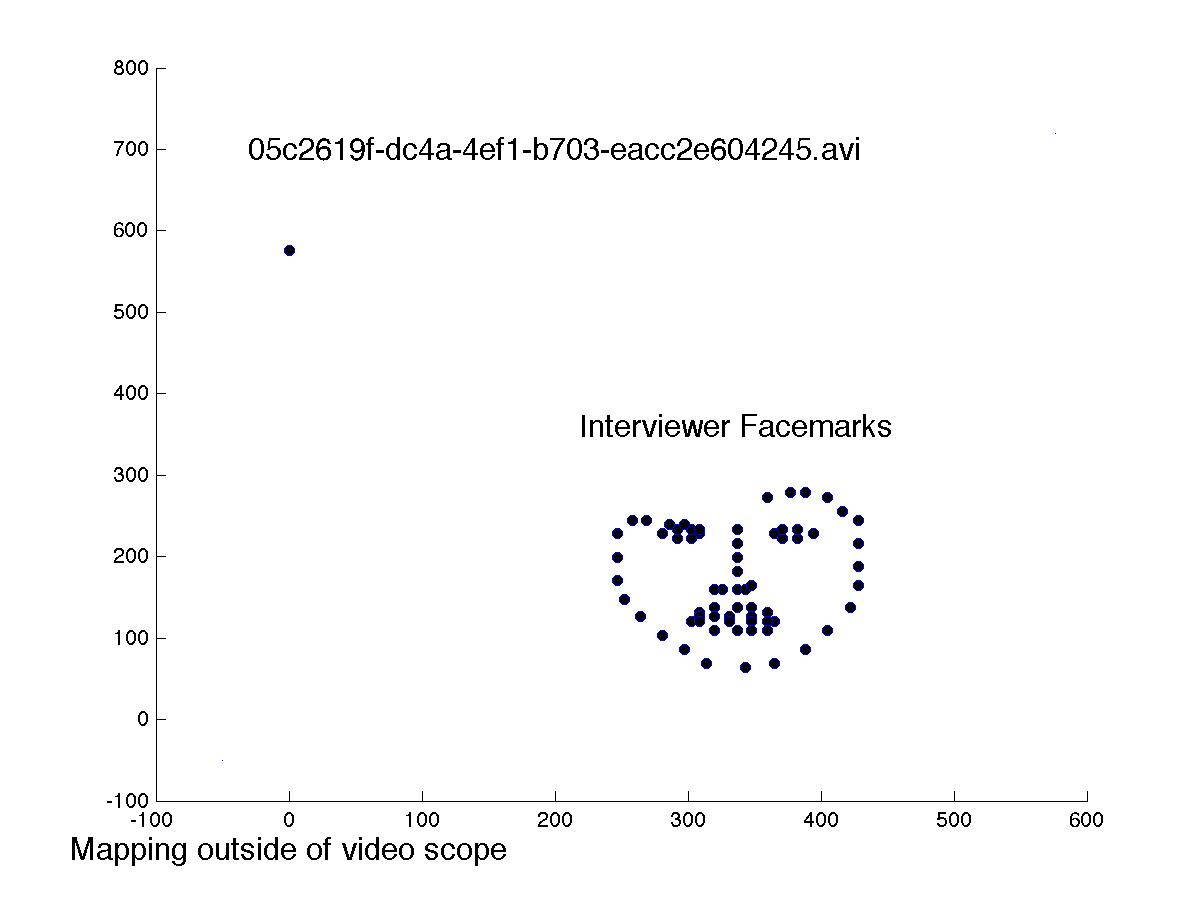 800
700
05c2619f-dc4a-4ef1-b703-eacc2e604245.avi
600
500
400
Interviewer Facemarks
300
200
100
0
-100
-100 0 100 200 300 400 500 600
Mapping outside of video scope